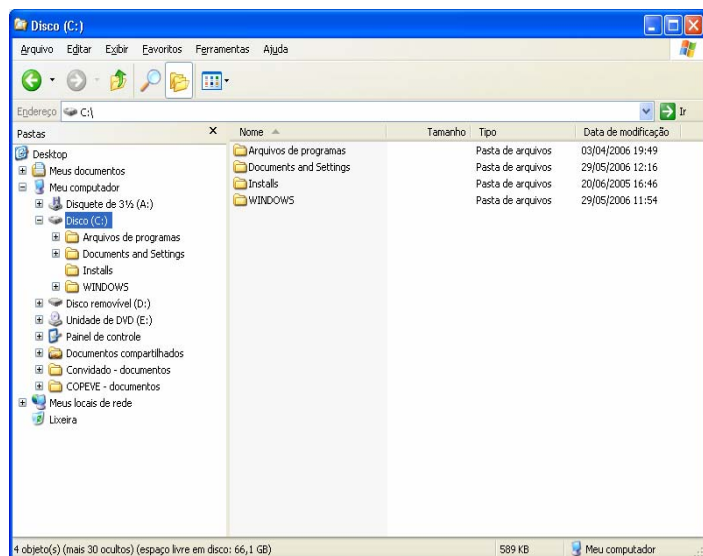 Disco (C:)
Arquivo Editar Exibir Favoritos Ferramentas Ajuda
Endereço C:\ Ir
Pastas X
Desktop
Meus documentos
Meu computador
Disquete de 3½ (A:)
Disco (C:)
Arquivos de programas
Documents and Settings
Installs
WINDOWS
Disco removível (D:)
Unidade de DVD (E:)
Painel de controle
Documentos compartilhados
Convidado - documentos
COPEVE - documentos
Meus locais de rede
Lixeira
Nome Tamanho Tipo Data de modificação
Arquivos de programas Pasta de arquivos 03/04/2006 19:49
Documents and Settings Pasta de arquivos 29/05/2006 12:16
Installs Pasta de arquivos 20/06/2005 16:46
WINDOWS Pasta de arquivos 29/05/2006 11:54
4 objeto(s) (mais 30 ocultos) (espaço livre em disco: 66,1 GB) 589 KB Meu computador